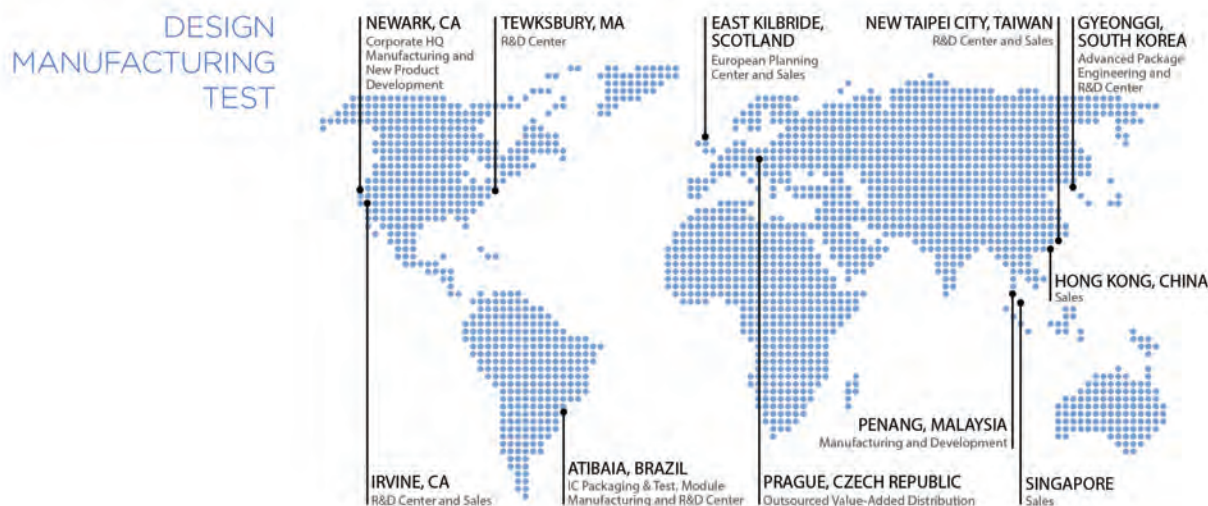 DESIGN
MANUFACTURING
TEST
NEWARK, CA
Corporate HQ
Manufacturing and
New Product
Development
TEWKSBURY, MA
R&D Center
EAST KILBRIDE,
SCOTLAND
European Planning
Center and Sales
NEW TAIPEI CITY, TAIWAN
R&D Center and Sales
GYEONGGI,
SOUTH KOREA
Advanced Package
Engineering and
R&D Center
HONG KONG, CHINA
Sales
PENANG, MALAYSIA
Manufacturing and Development
IRVINE, CA
R&D Center and Sales
ATIBAIA, BRAZIL
IC Packaging & Test, Module
Manufacturing and R&D Center
PRAGUE, CZECH REPUBLIC
Outsourced Value-Added Distribution
SINGAPORE
Sales